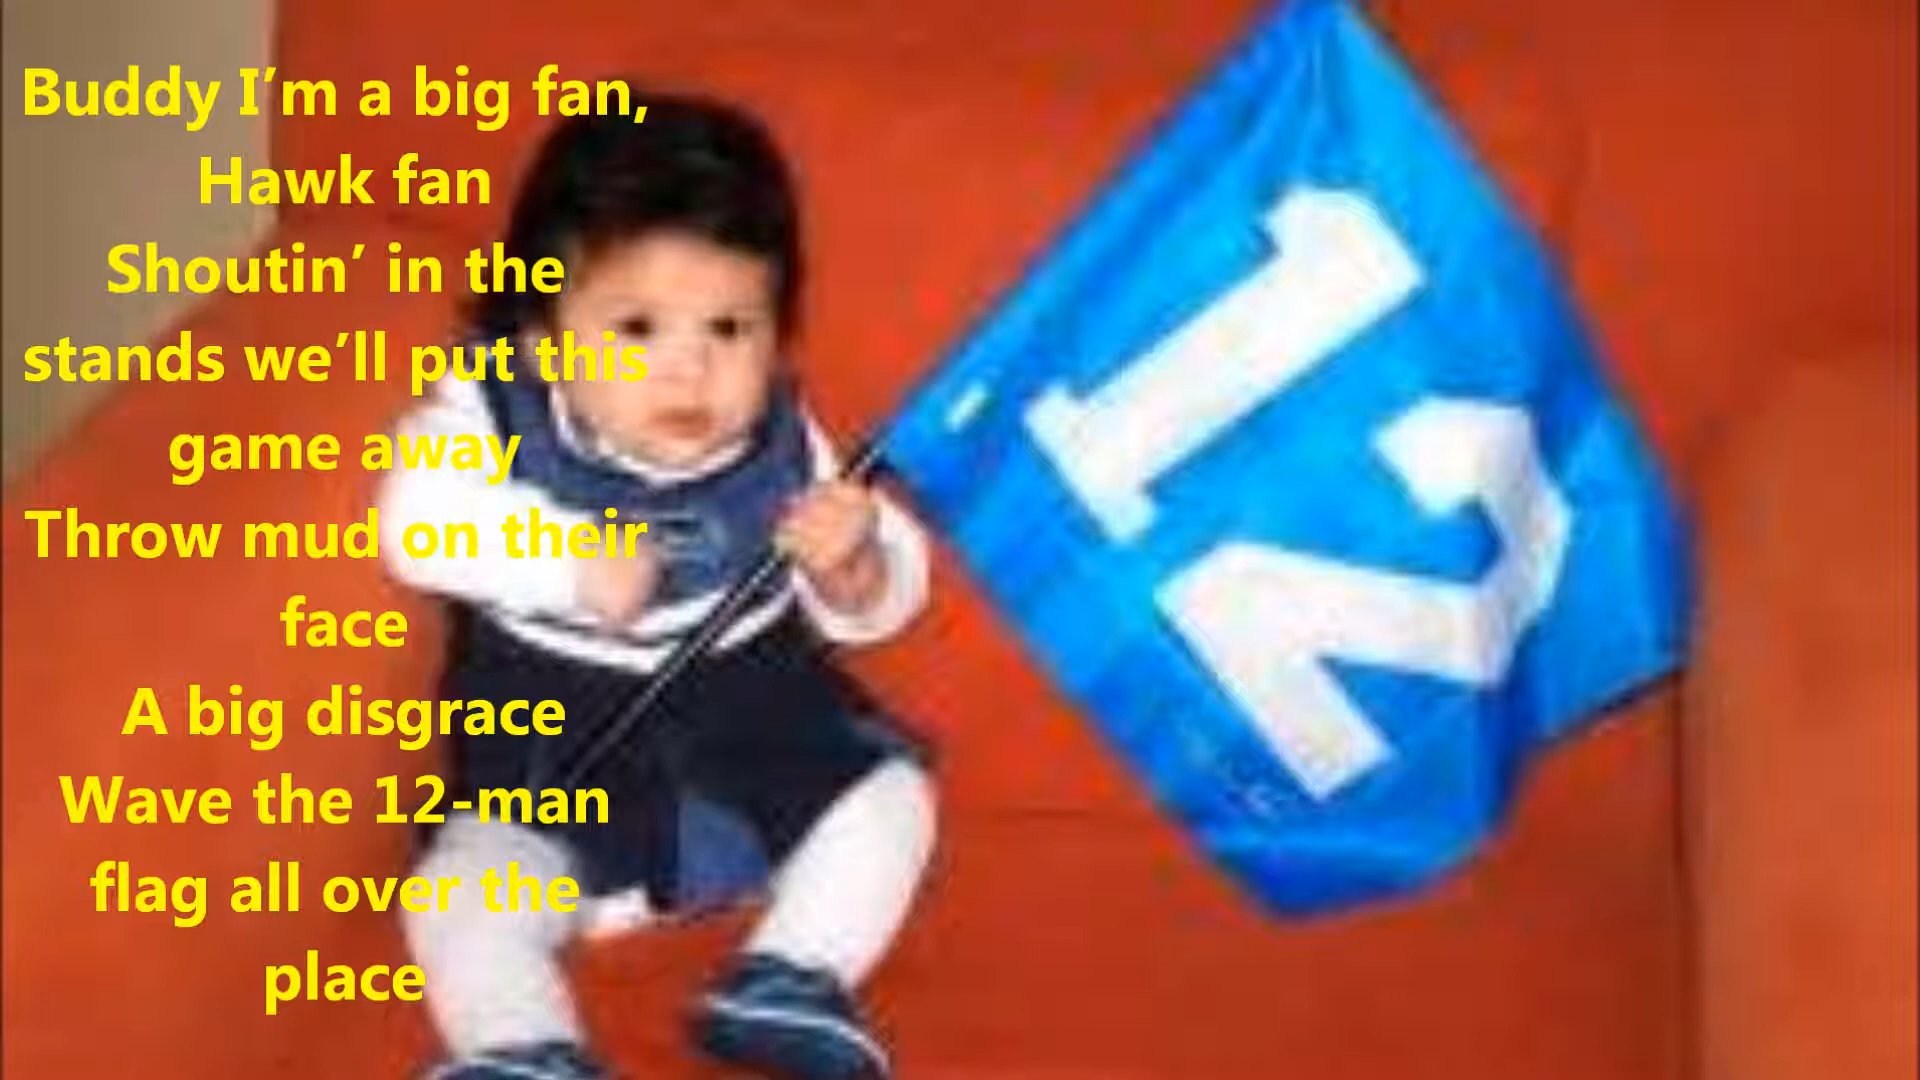 Buddy I’m a big fan,
Hawk fan
Shoutin’ in the
stands we’ll put this
game away
Throw mud on their
face
A big disgrace
Wave the 12-man
flag all over the
place
12